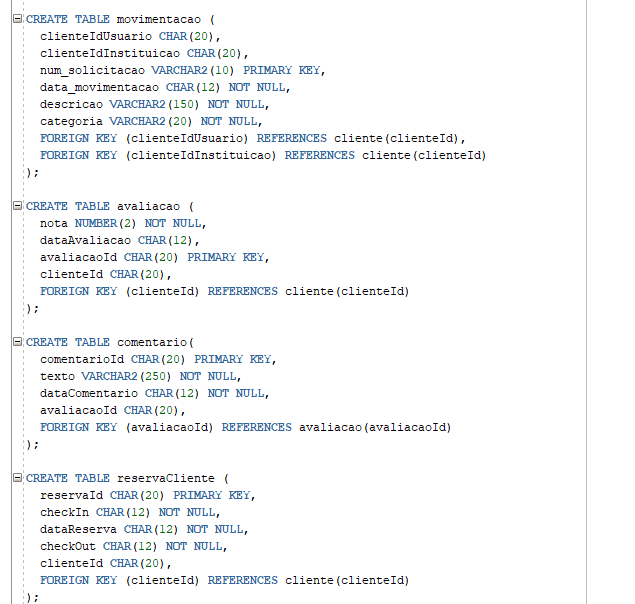 CREATE TABLE movimentacao (
clienteIdUsuario CHAR(20),
clienteIdInstituicao CHAR(20),
num_solicitacao VARCHAR2(10) PRIMARY KEY,
data_movimentacao CHAR(12) NOT NULL,
descricao VARCHAR2(150) NOT NULL,
categoria VARCHAR2(20) NOT NULL,
FOREIGN KEY (clienteIdUsuario) REFERENCES cliente(clienteId),
FOREIGN KEY (clienteIdInstituicao) REFERENCES cliente(clienteId)
);
CREATE TABLE avaliacao (
nota NUMBER(2) NOT NULL,
dataAvaliacao CHAR(12),
avaliacaoId CHAR(20) PRIMARY KEY,
clienteId CHAR(20),
FOREIGN KEY (clienteId) REFERENCES cliente(clienteId)
);
CREATE TABLE comentario(
comentarioId CHAR(20) PRIMARY KEY,
texto VARCHAR2(250) NOT NULL,
dataComentario CHAR(12) NOT NULL,
avaliacaoId CHAR(20),
FOREIGN KEY (avaliacaoId) REFERENCES avaliacao(avaliacaoId)
);
CREATE TABLE reservaCliente (
reservaId CHAR(20) PRIMARY KEY,
checkIn CHAR(12) NOT NULL,
dataReserva CHAR(12) NOT NULL,
checkOut CHAR(12) NOT NULL,
clienteId CHAR(20),
FOREIGN KEY (clienteId) REFERENCES cliente(clienteId)
);